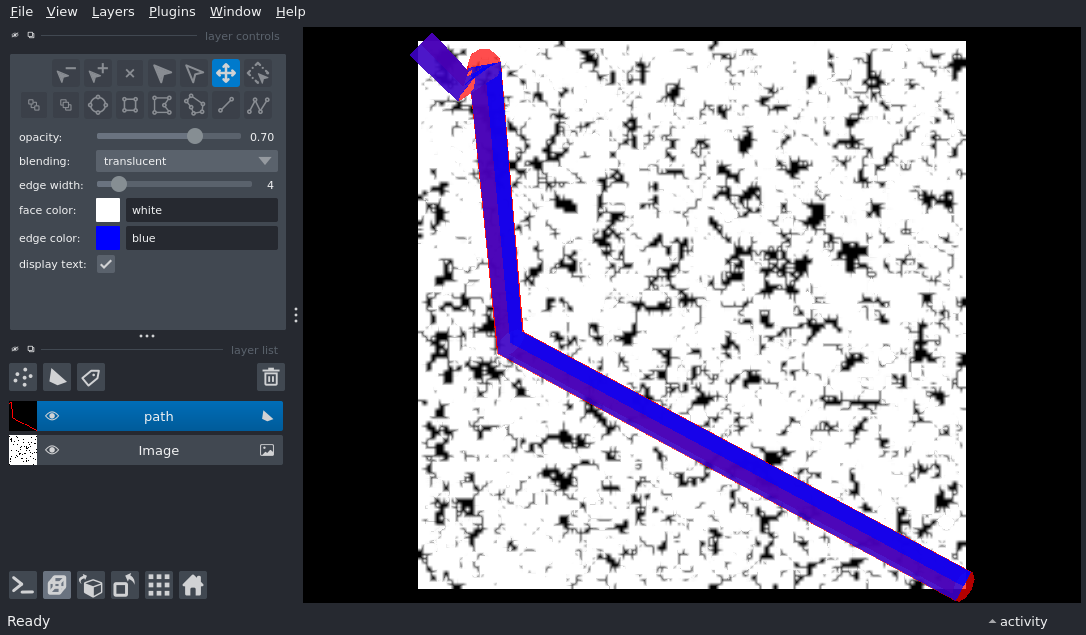 File View Layers Plugins Window Help
layer controls
opacity: 0.70
blending: translucent
edge width: 4
face color: white
edge color: blue
display text:
layer list
path
Image
Ready
activity